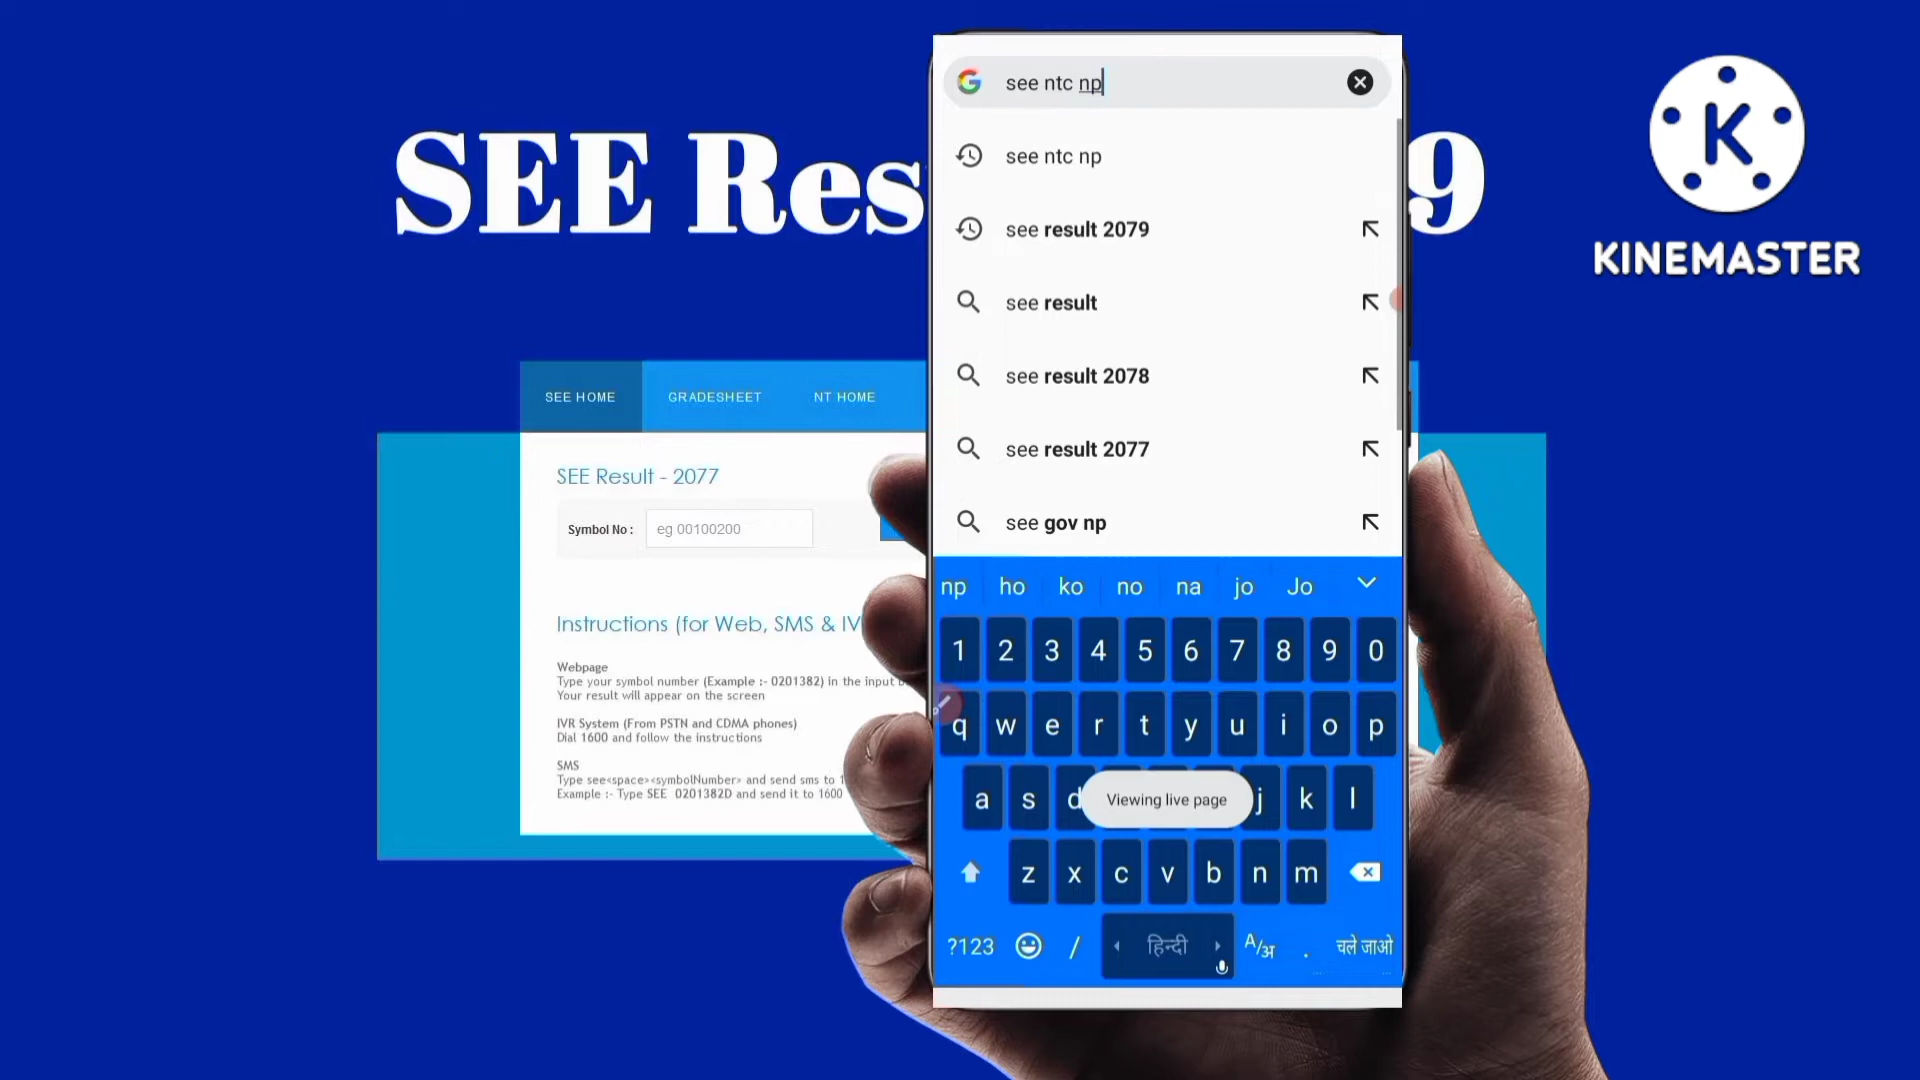 SEE Res
9
K
KINEMASTER
SEE HOME
GRADESHEET
NT HOME
SEE Result - 2077
Symbol No :
eg 00100200
Instructions (for Web, SMS & IV
Webpage
Type your symbol number (Example :- 0201382) in the input
Your result will appear on the screen
IVR System (From PSTN and CDMA phones)
Dial 1600 and follow the instructions
SMS
Type see<space><symbolNumber> and send sms to 1
Example :- Type SEE 0201382D and send it to 1600
see ntc np
see ntc np
see result 2079
see result
see result 2078
see result 2077
see gov np
np ho ko no na jo Jo
1 2 3 4 5 6 7 8 9 0
q w e r t y u i o p
a s d j k l
Viewing live page
z x c v b n m
?123 / हिन्दी A/अ . चले जाओ